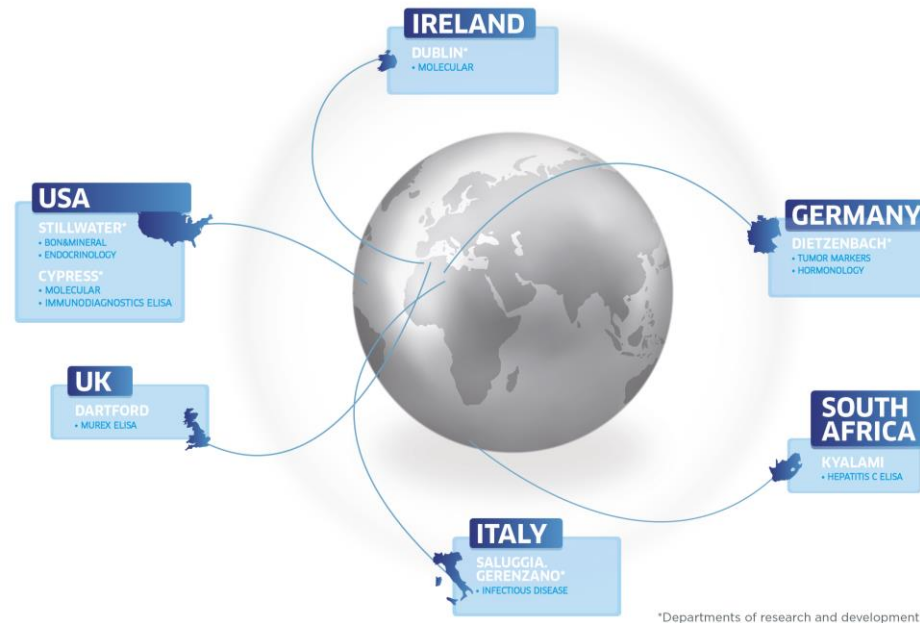 IRELAND
DUBLIN*
• MOLECULAR
USA
STILLWATER*
• BON&MINERAL
• ENDOCRINOLOGY
CYPRESS*
• MOLECULAR
• IMMUNODIAGNOSTICS ELISA
GERMANY
DIETZENBACH*
• TUMOR MARKERS
• HORMONOLOGY
UK
DARTFORD
• MUREX ELISA
SOUTH
AFRICA
KYALAMI
• HEPATITIS C ELISA
ITALY
SALUGGIA,
GERENZANO*
• INFECTIOUS DISEASE
*Departments of research and development